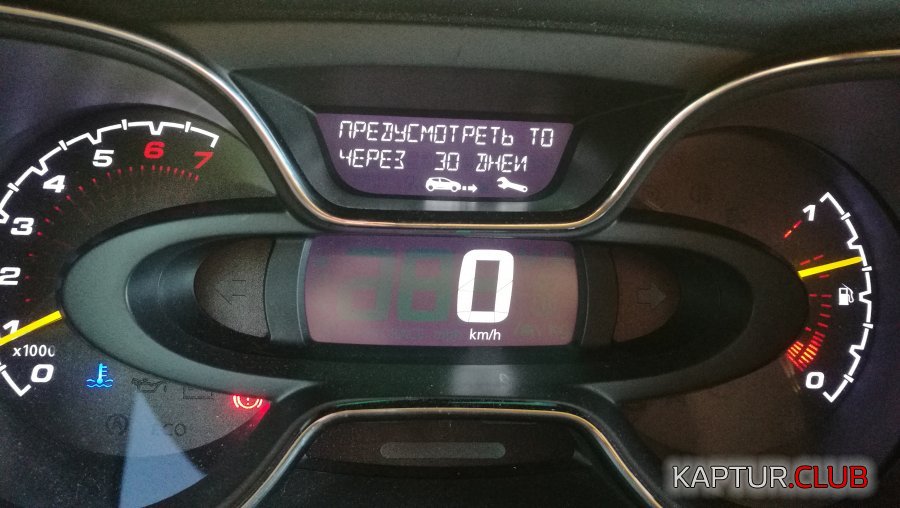 ПРЕДУСМОТРЕТЬ ТО
ЧЕРЕЗ 30 ДНЕЙ
5 6 7
4
3
2
1
x1000
0
0
km/h
1
0
ECO
KAPTUR.CLUB